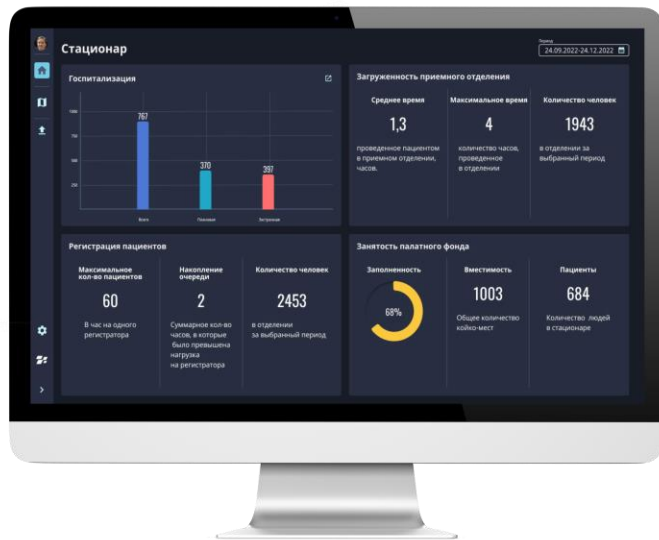 Стационар
Период
24.09.2022-24.12.2022
Госпитализация
1000
750
500
250
767
370
397
Всего
Плановая
Экстренная
Загруженность приемного отделения
Среднее время
1,3
проведенное пациентом
в приемном отделении,
часов.
Максимальное время
4
количество часов,
проведенное
в отделении
Количество человек
1943
в отделении за
выбранный период
Регистрация пациентов
Максимальное
кол-во пациентов
60
В час на одного
регистратора
Накопление
очереди
2
Суммарное кол-во
часов, в которые
было превышена
нагрузка
на регистратора
Количество человек
2453
в отделении
за выбранный период
Занятость палатного фонда
Заполненность
68%
Вместимость
1003
Общее количество
койко-мест
Пациенты
684
Количество людей
в стационаре